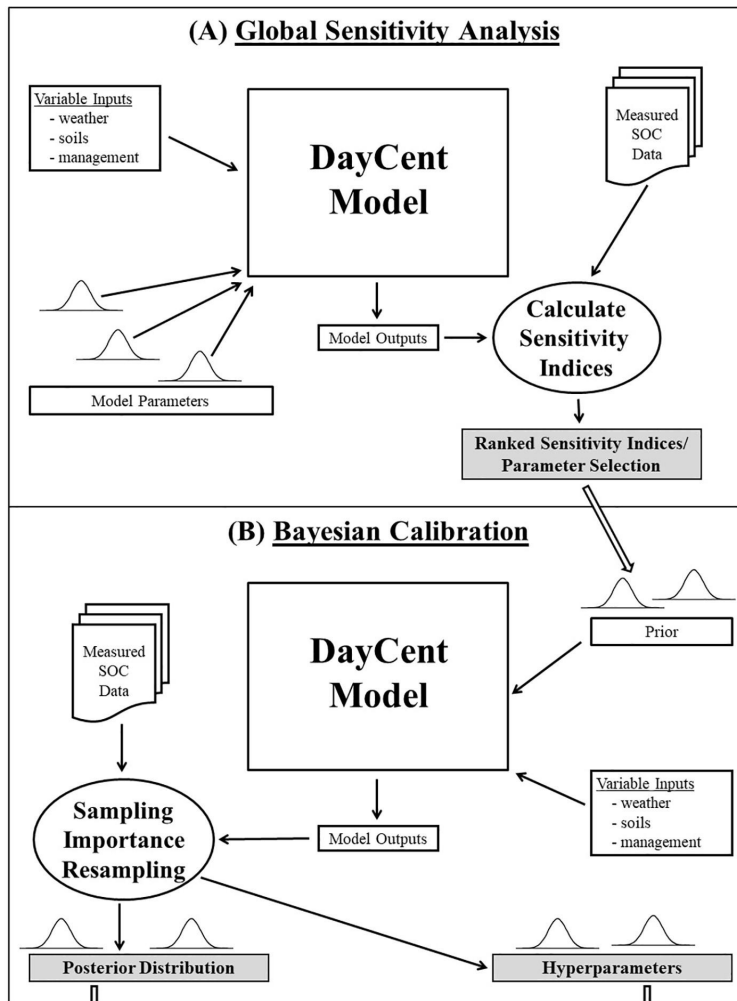 (A) Global Sensitivity Analysis
Variable Inputs
- weather
- soils
- management
DayCent
Model
Measured
SOC
Data
Model Parameters
Model Outputs
Calculate
Sensitivity
Indices
Ranked Sensitivity Indices/
Parameter Selection
(B) Bayesian Calibration
Measured
SOC
Data
DayCent
Model
Prior
Variable Inputs
- weather
- soils
- management
Sampling
Importance
Resampling
Model Outputs
Posterior Distribution
Hyperparameters